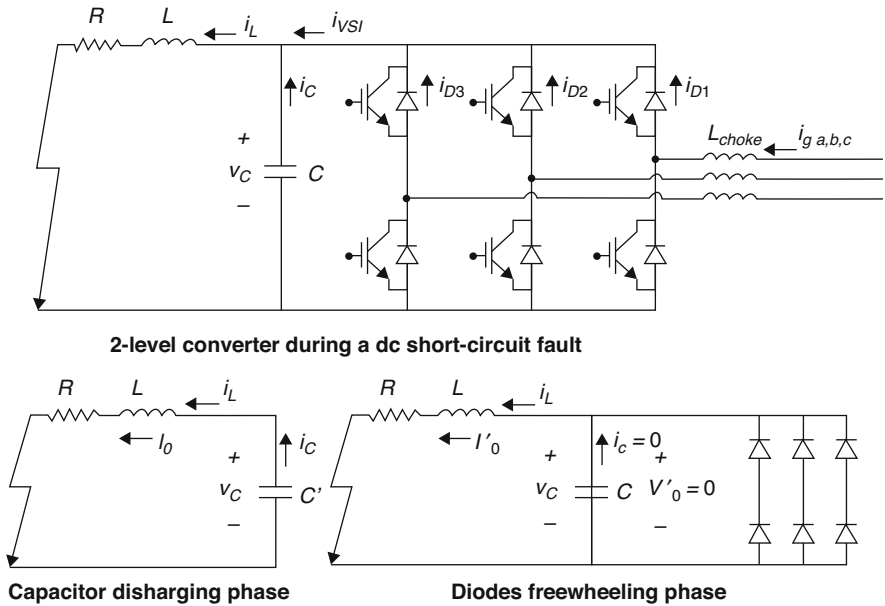 R L i_L i_VSI
i_C i_D3 i_D2 i_D1
L_choke i_g a,b,c
+
v_C C
−
2-level converter during a dc short-circuit fault
R L i_L
I_0 i_C
+
v_C C'
−
Capacitor disharging phase
R L i_L
I'_0 i_c = 0
+ +
v_C C V'_0 = 0
− −
Diodes freewheeling phase